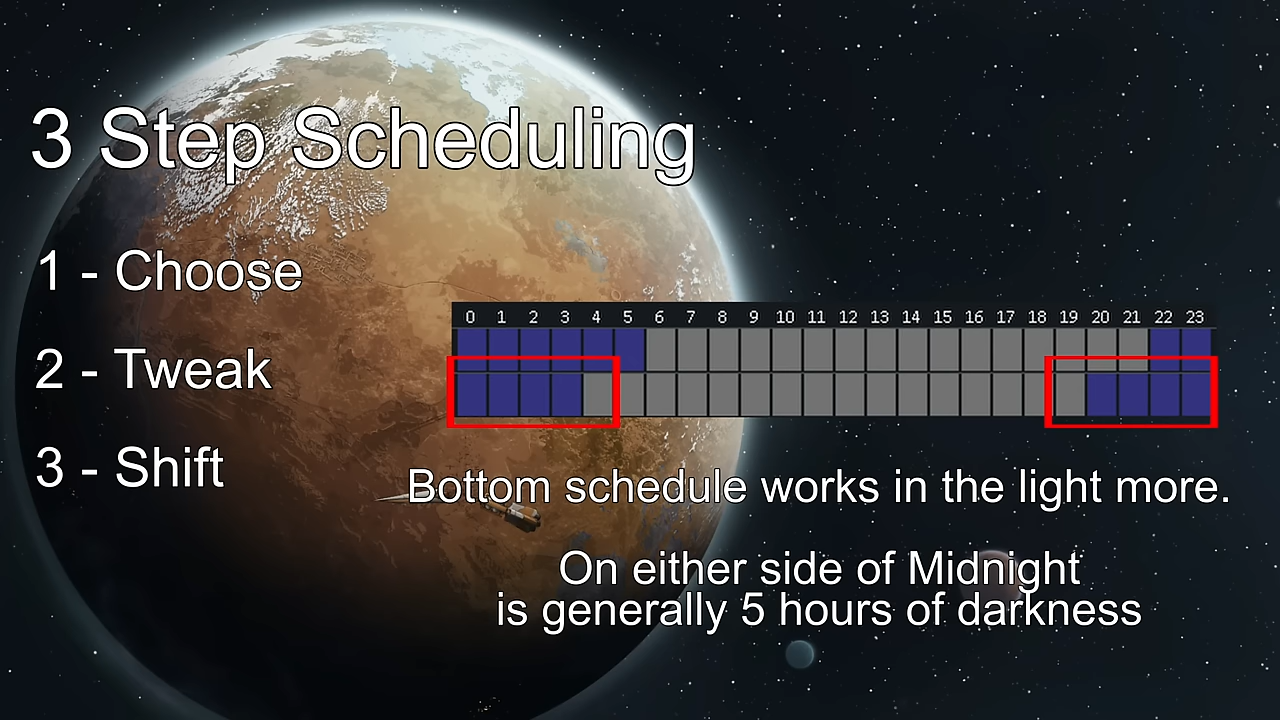 3 Step Scheduling
1 - Choose
2 - Tweak
3 - Shift
0 1 2 3 4 5 6 7 8 9 10 11 12 13 14 15 16 17 18 19 20 21 22 23
Bottom schedule works in the light more.
On either side of Midnight
is generally 5 hours of darkness